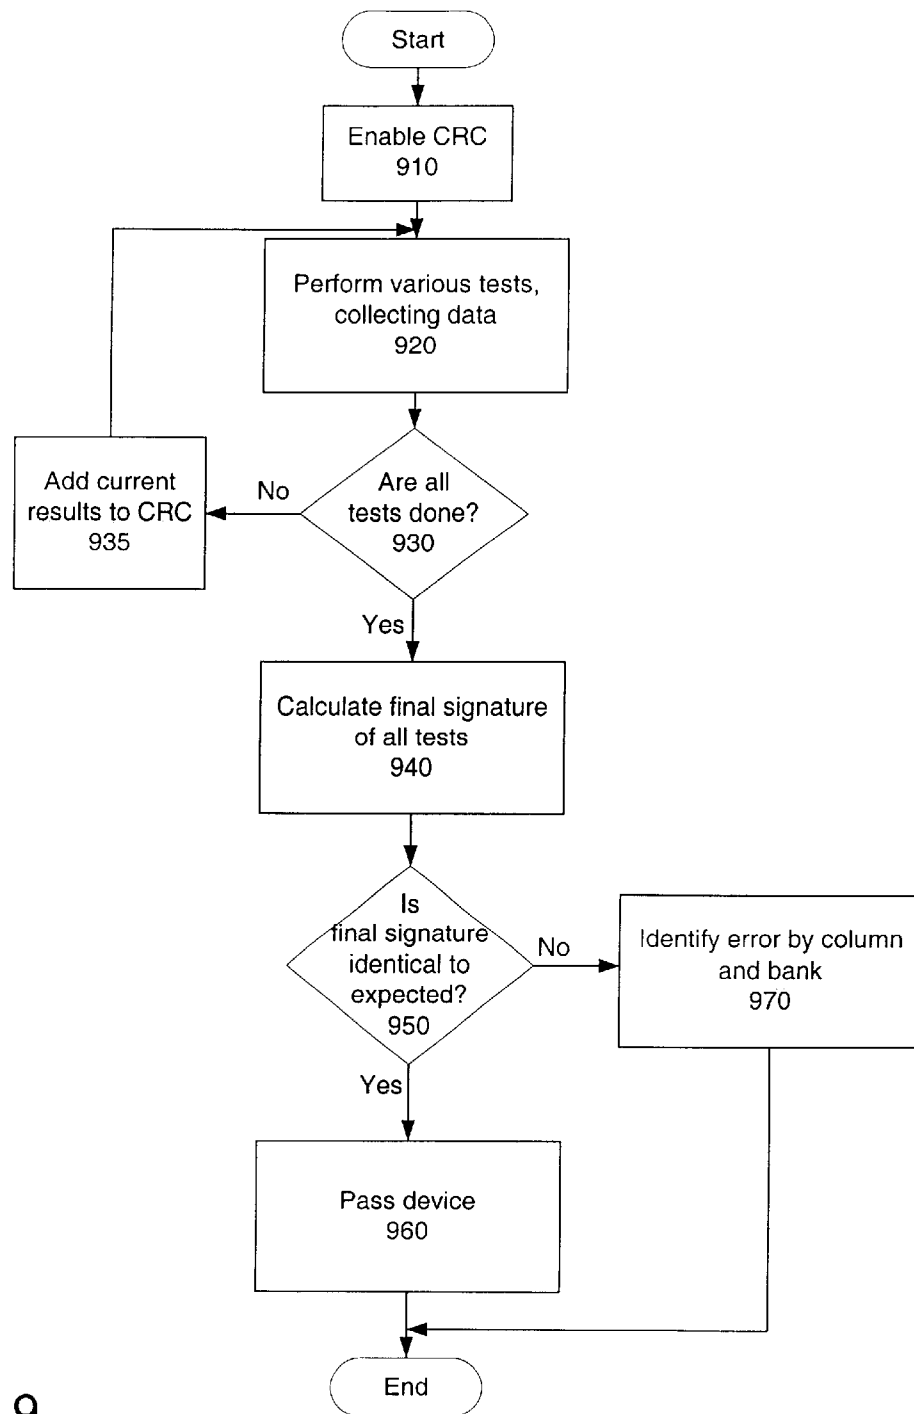 Start
Enable CRC
910
Perform various tests,
collecting data
920
Add current
results to CRC
935
No
Are all
tests done?
930
Yes
Calculate final signature
of all tests
940
Is
final signature
identical to
expected?
950
No
Identify error by column
and bank
970
Yes
Pass device
960
End
9